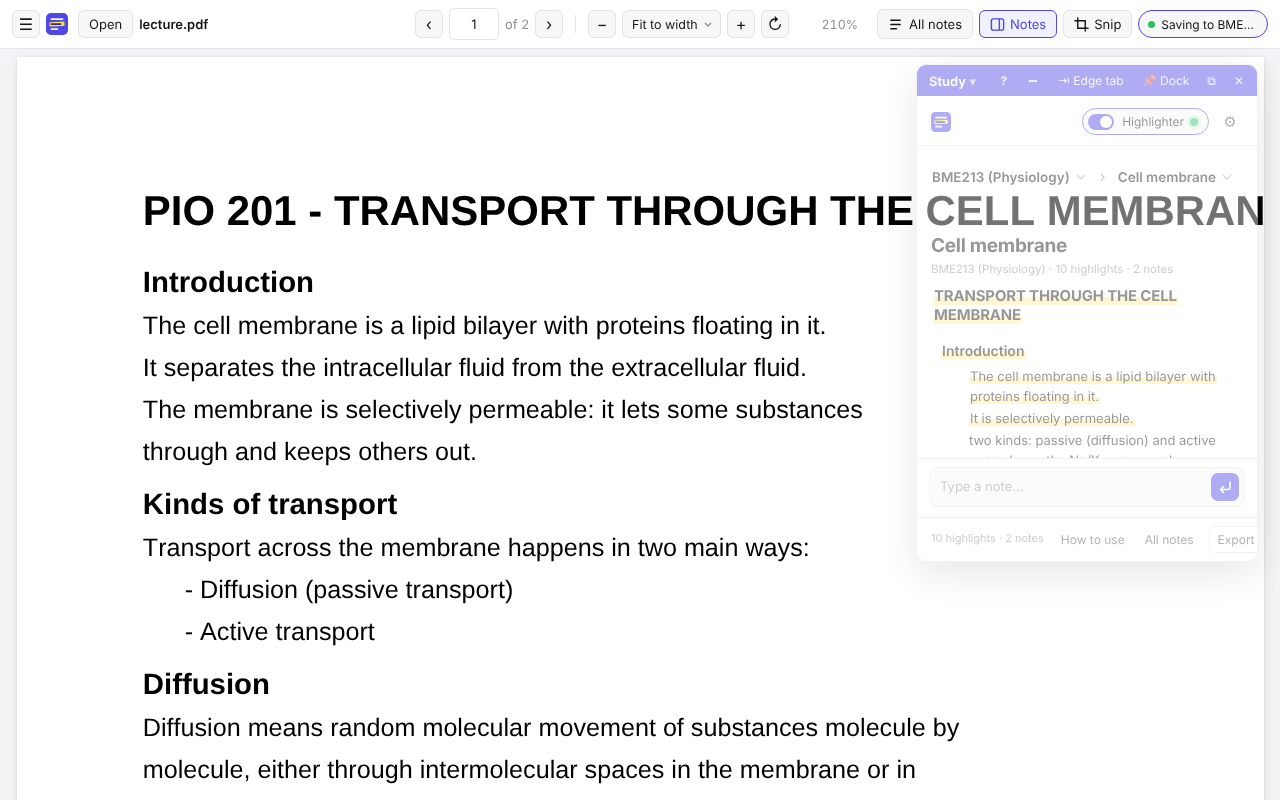 Open lecture.pdf 1 of 2 Fit to width 210% All notes Notes Snip Saving to BME...
Study ? Edge tab Dock
Highlighter
BME213 (Physiology) › Cell membrane
PIO 201 - TRANSPORT THROUGH THE CELL MEMBRAN
Cell membrane
BME213 (Physiology) · 10 highlights · 2 notes
TRANSPORT THROUGH THE CELL
MEMBRANE
Introduction
The cell membrane is a lipid bilayer with
proteins floating in it.
It is selectively permeable.
two kinds: passive (diffusion) and active
Type a note...
10 highlights · 2 notes How to use All notes Export
Introduction
The cell membrane is a lipid bilayer with proteins floating in it.
It separates the intracellular fluid from the extracellular fluid.
The membrane is selectively permeable: it lets some substances
through and keeps others out.
Kinds of transport
Transport across the membrane happens in two main ways:
- Diffusion (passive transport)
- Active transport
Diffusion
Diffusion means random molecular movement of substances molecule by
molecule, either through intermolecular spaces in the membrane or in